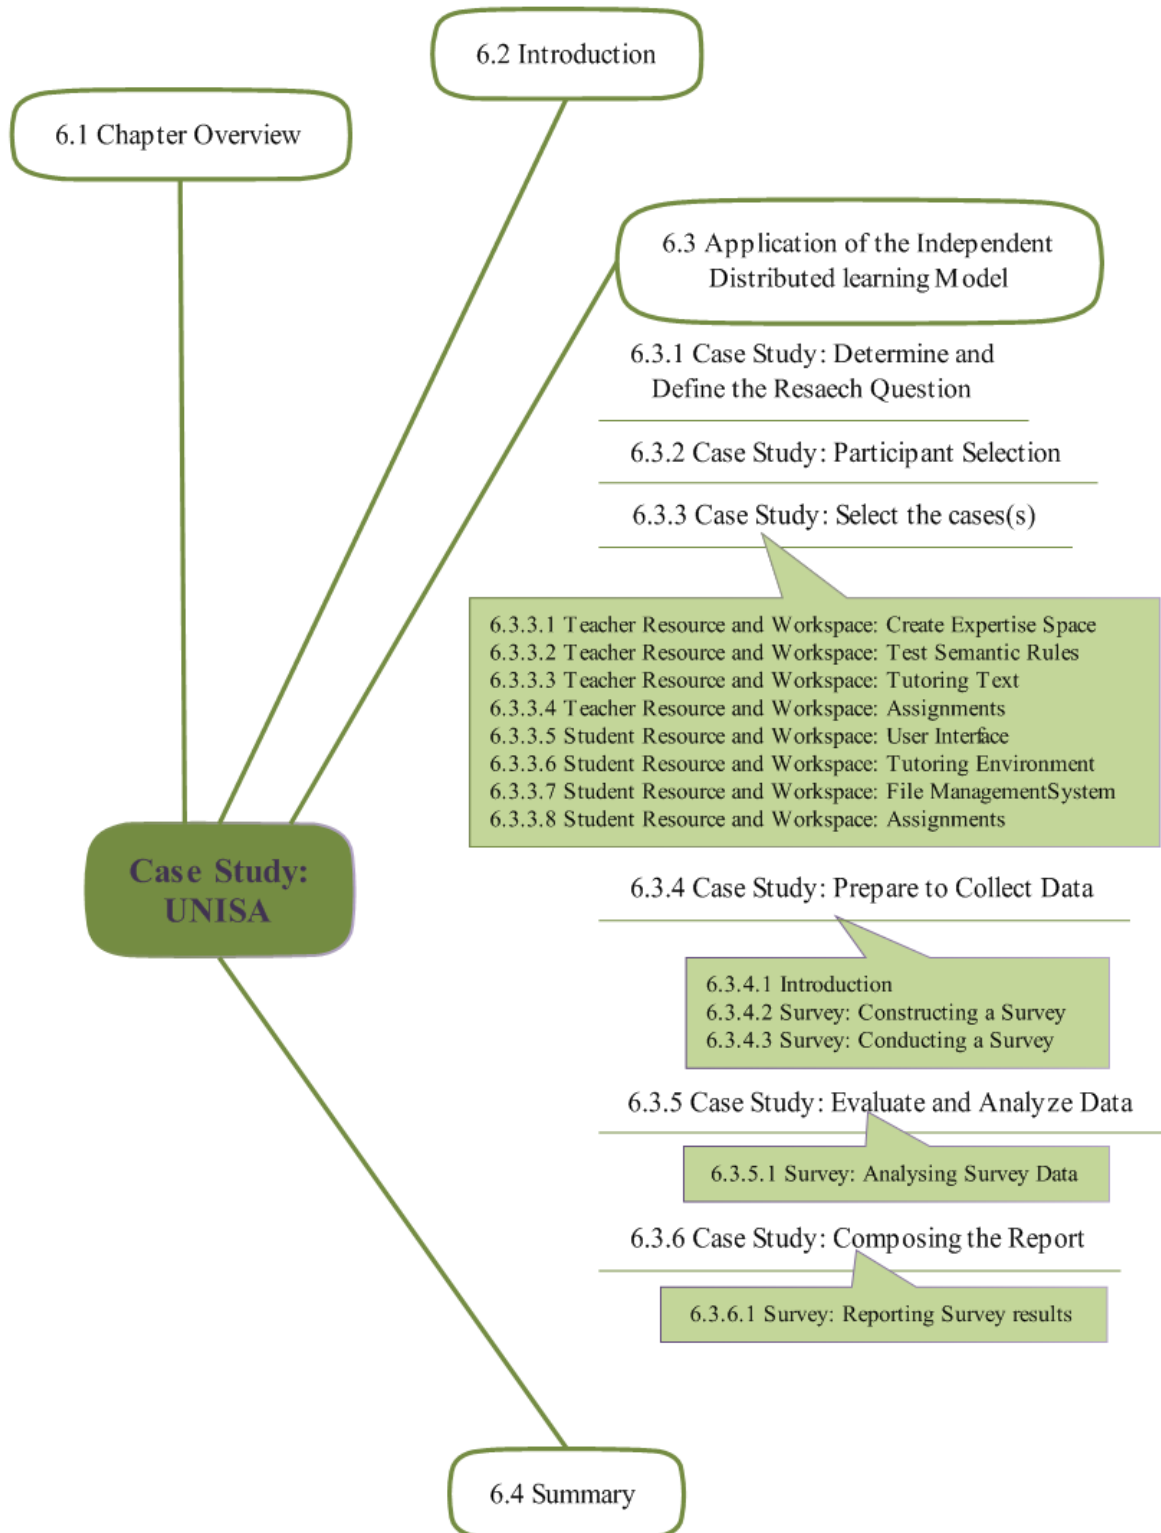 6.2 Introduction
6.1 Chapter Overview
6.3 Application of the Independent
Distributed learning Model
6.3.1 Case Study: Determine and
Define the Resaech Question
6.3.2 Case Study: Participant Selection
6.3.3 Case Study: Select the cases(s)
6.3.3.1 Teacher Resource and Workspace: Create Expertise Space
6.3.3.2 Teacher Resource and Workspace: Test Semantic Rules
6.3.3.3 Teacher Resource and Workspace: Tutoring Text
6.3.3.4 Teacher Resource and Workspace: Assignments
6.3.3.5 Student Resource and Workspace: User Interface
6.3.3.6 Student Resource and Workspace: Tutoring Environment
6.3.3.7 Student Resource and Workspace: File ManagementSystem
6.3.3.8 Student Resource and Workspace: Assignments
Case Study:
UNISA
6.3.4 Case Study: Prepare to Collect Data
6.3.4.1 Introduction
6.3.4.2 Survey: Constructing a Survey
6.3.4.3 Survey: Conducting a Survey
6.3.5 Case Study: Evaluate and Analyze Data
6.3.5.1 Survey: Analysing Survey Data
6.3.6 Case Study: Composing the Report
6.3.6.1 Survey: Reporting Survey results
6.4 Summary